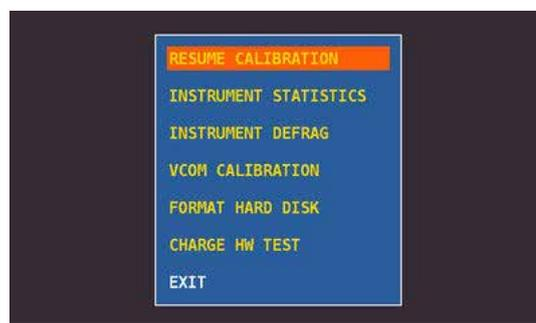 RESUME CALIBRATION
INSTRUMENT STATISTICS
INSTRUMENT DEFRAG
VCOM CALIBRATION
FORMAT HARD DISK
CHARGE HW TEST
EXIT